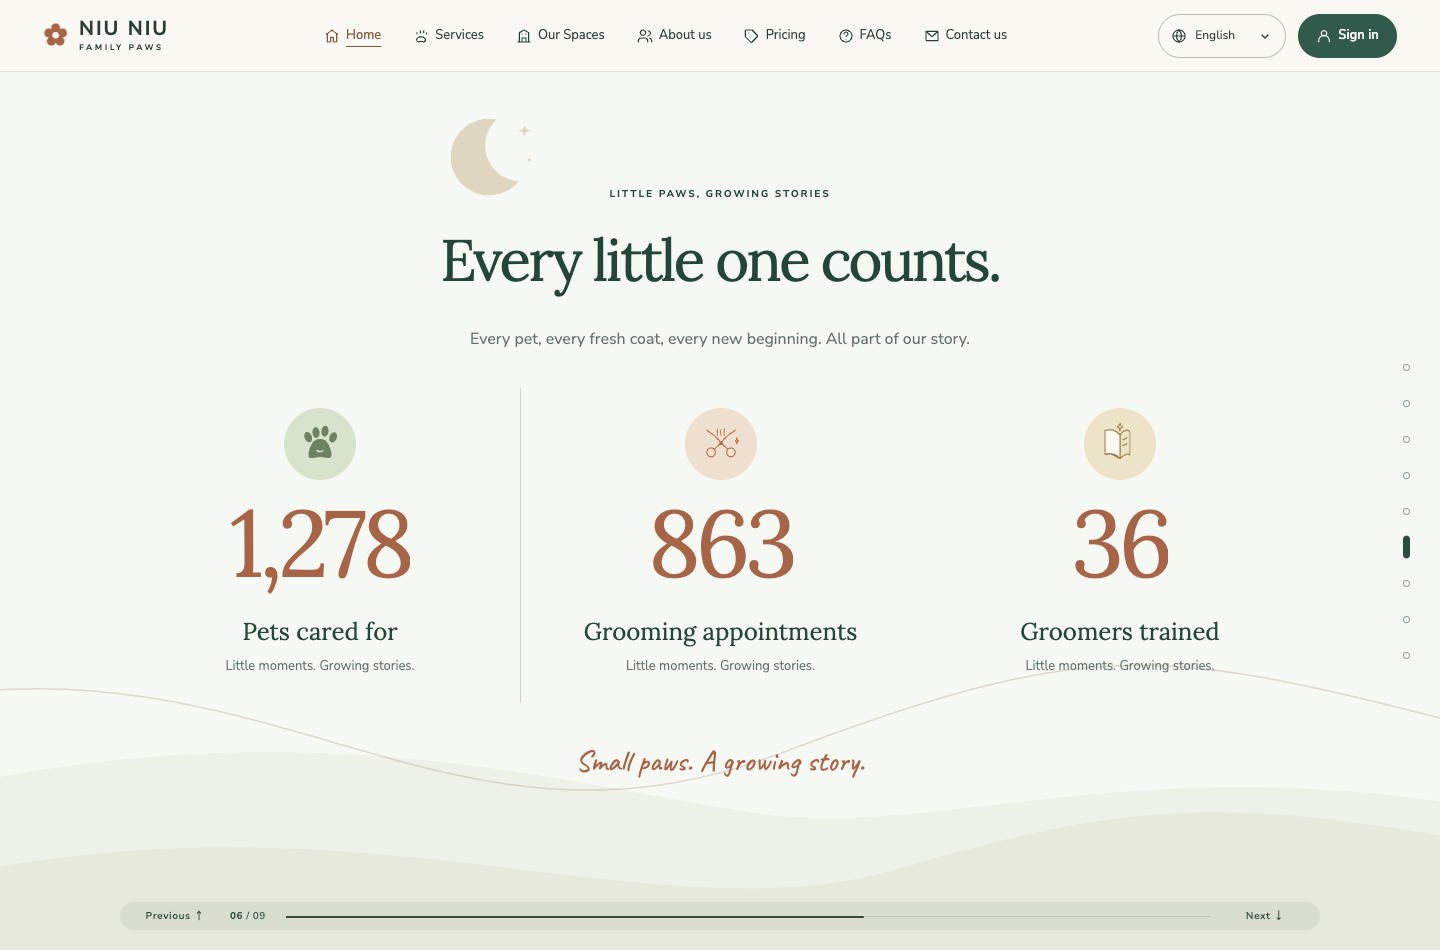 NIU NIU
FAMILY PAWS
Home
Services
Our Spaces
About us
Pricing
FAQs
Contact us
English
Sign in
LITTLE PAWS, GROWING STORIES
Every little one counts.
Every pet, every fresh coat, every new beginning. All part of our story.
1,278
Pets cared for
Little moments. Growing stories.
863
Grooming appointments
Little moments. Growing stories.
36
Groomers trained
Little moments. Growing stories.
Small paws. A growing story.
Previous ↑
06 / 09
Next ↓